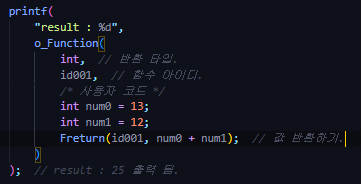 printf(
    "result : %d",
    o_Function(
        int,  // 반환 타입.
        id001,  // 함수 아이디.
        /* 사용자 코드 */
        int num0 = 13;
        int num1 = 12;
        Freturn(id001, num0 + num1);  // 값 반환하기.
    )
);  // result : 25 출력 됨.